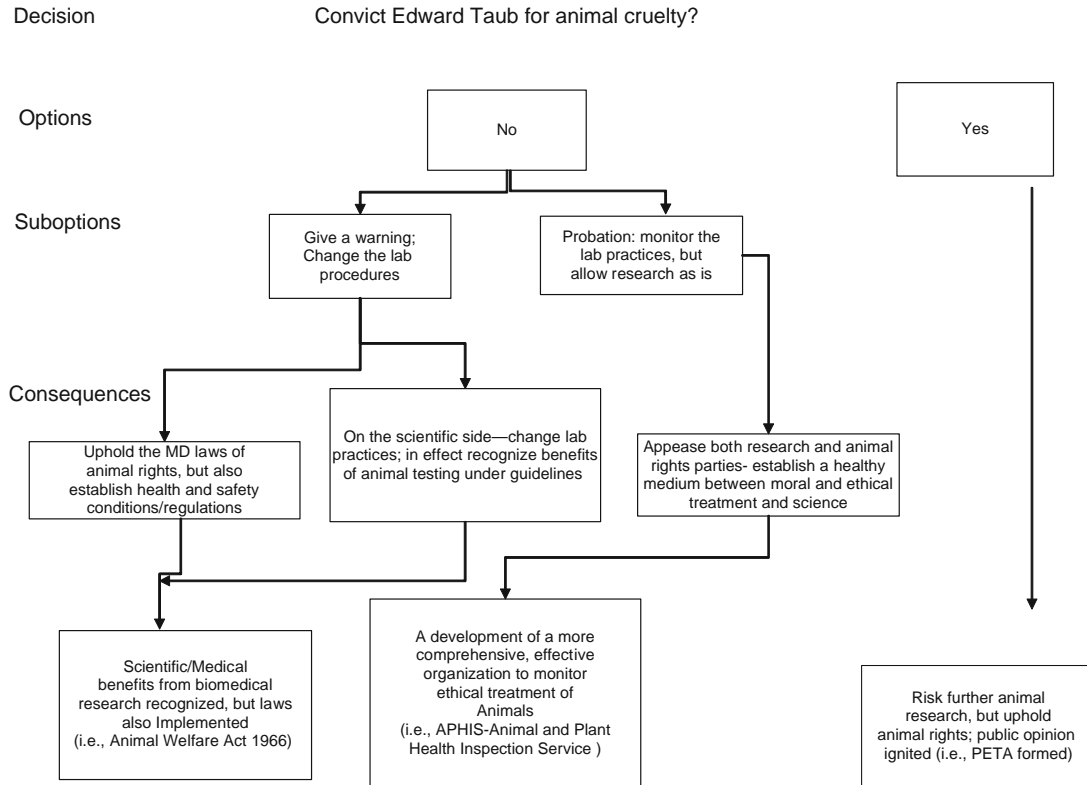 Decision
Convict Edward Taub for animal cruelty?
Options
No
Yes
Suboptions
Give a warning;
Change the lab
procedures
Probation: monitor the
lab practices, but
allow research as is
Consequences
Uphold the MD laws of
animal rights, but also
establish health and safety
conditions/regulations
On the scientific side—change lab
practices; in effect recognize benefits
of animal testing under guidelines
Appease both research and animal
rights parties- establish a healthy
medium between moral and ethical
treatment and science
Scientific/Medical
benefits from biomedical
research recognized, but laws
also Implemented
(i.e., Animal Welfare Act 1966)
A development of a more
comprehensive, effective
organization to monitor
ethical treatment of
Animals
(i.e., APHIS-Animal and Plant
Health Inspection Service )
Risk further animal
research, but uphold
animal rights; public opinion
ignited (i.e., PETA formed)